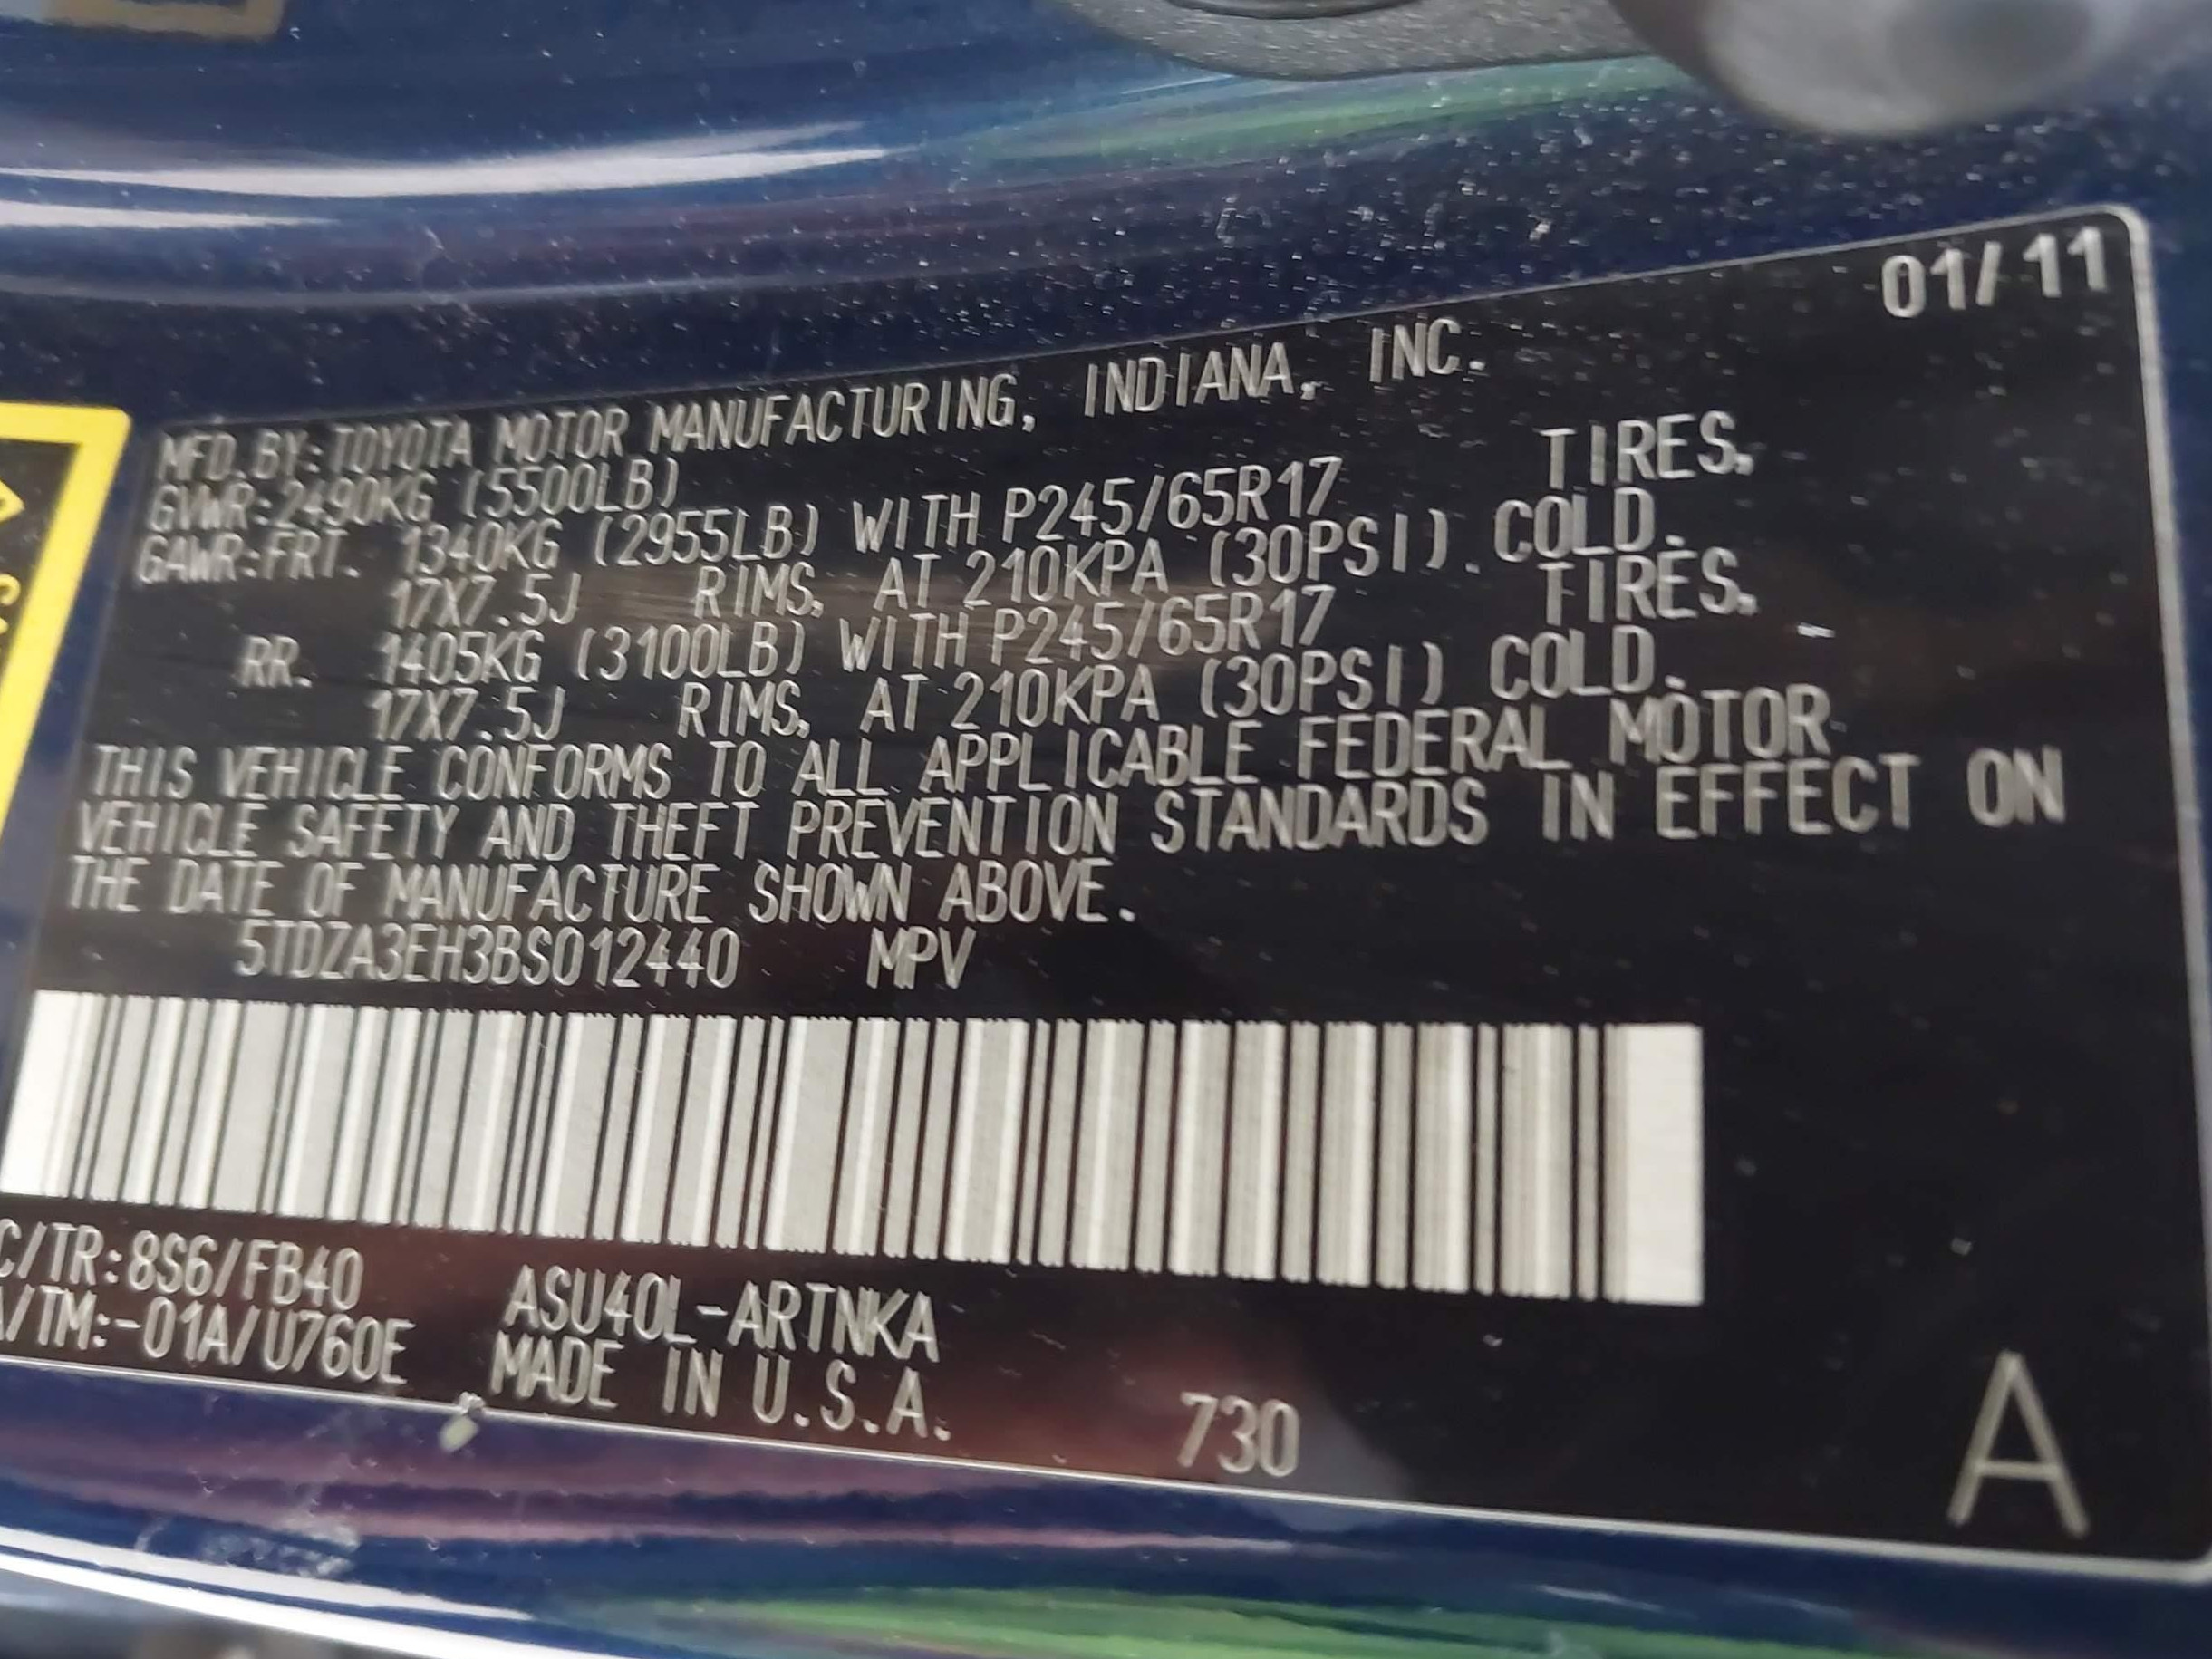 01/11
MFD. BY: TOYOTA MOTOR MANUFACTURING, INDIANA, INC.
GVWR: 2490KG (5500LB)
GAWR: FRT. 1340KG (2955LB) WITH P245/65R17 TIRES,
17X7.5J RIMS, AT 210KPA (30PSI) COLD.
RR. 1405KG (3100LB) WITH P245/65R17 TIRES,
17X7.5J RIMS, AT 210KPA (30PSI) COLD.
THIS VEHICLE CONFORMS TO ALL APPLICABLE FEDERAL MOTOR
VEHICLE SAFETY AND THEFT PREVENTION STANDARDS IN EFFECT ON
THE DATE OF MANUFACTURE SHOWN ABOVE.
5TDZA3EH3BS012440 MPV
C/TR:8S6/FB40 ASU40L-ARTNKA
/TM:-01A/U760E MADE IN U.S.A.
730
A